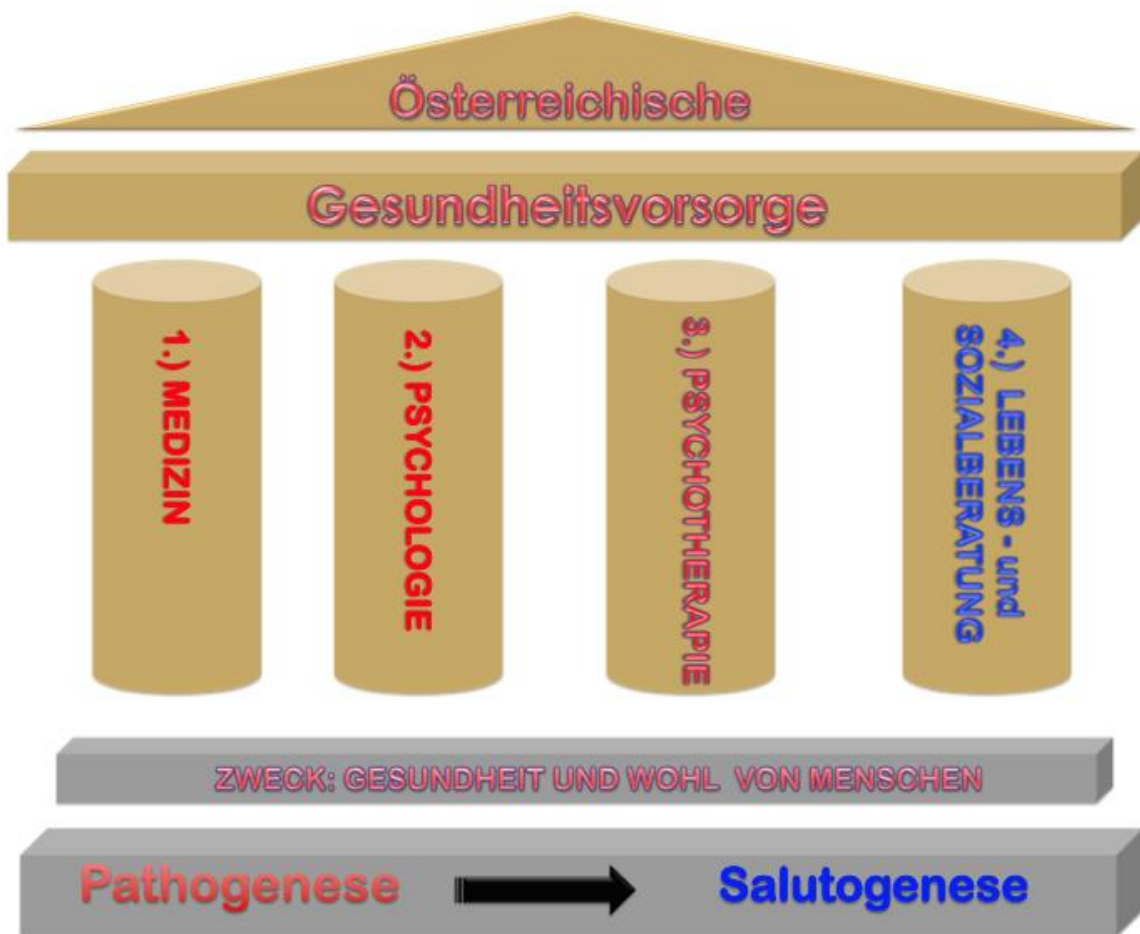 Österreichische
Gesundheitsvorsorge
1.) MEDIZIN
2.) PSYCHOLOGIE
3.) PSYCHOTHERAPIE
4.) LEBENS - und
SOZIALBERATUNG
ZWECK: GESUNDHEIT UND WOHL VON MENSCHEN
Pathogenese
Salutogenese